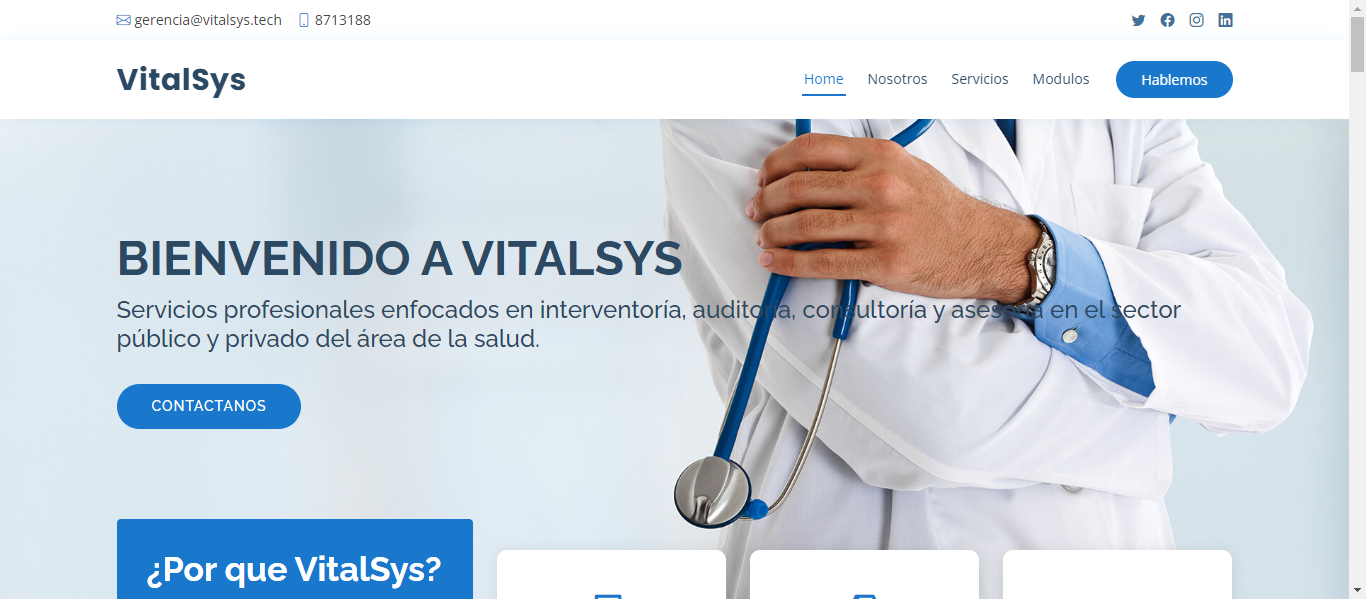 gerencia@vitalsys.tech 8713188
VitalSys
Home Nosotros Servicios Modulos Hablemos
BIENVENIDO A VITALSYS
Servicios profesionales enfocados en interventoría, auditoría, consultoría y asesoría en el sector
público y privado del área de la salud.
CONTACTANOS
¿Por que VitalSys?